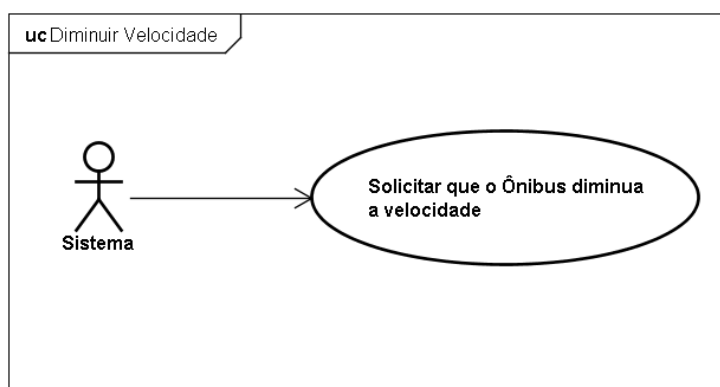 uc Diminuir Velocidade
Solicitar que o Ônibus diminua
a velocidade
Sistema